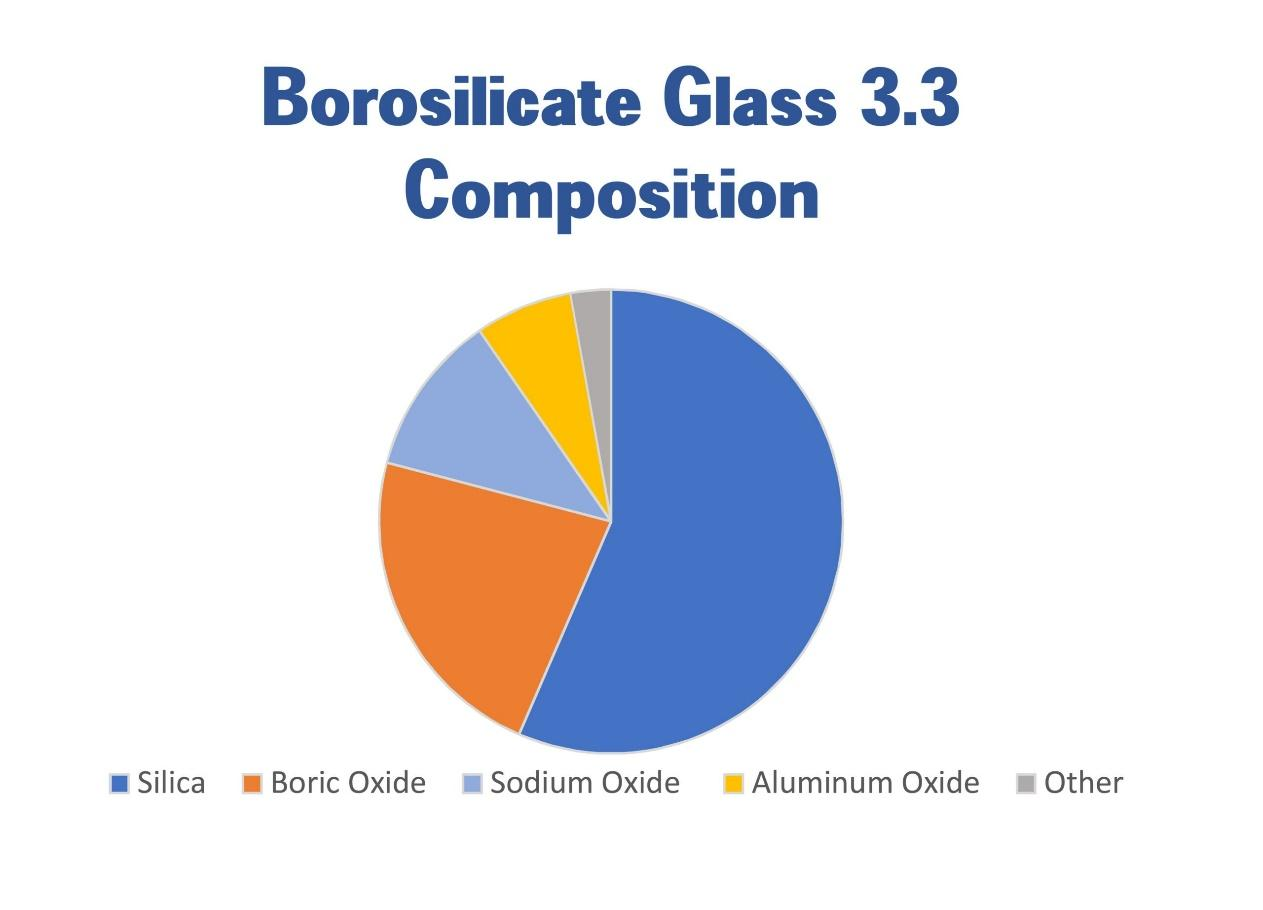 Borosilicate Glass 3.3
Composition
Silica Boric Oxide Sodium Oxide Aluminum Oxide Other